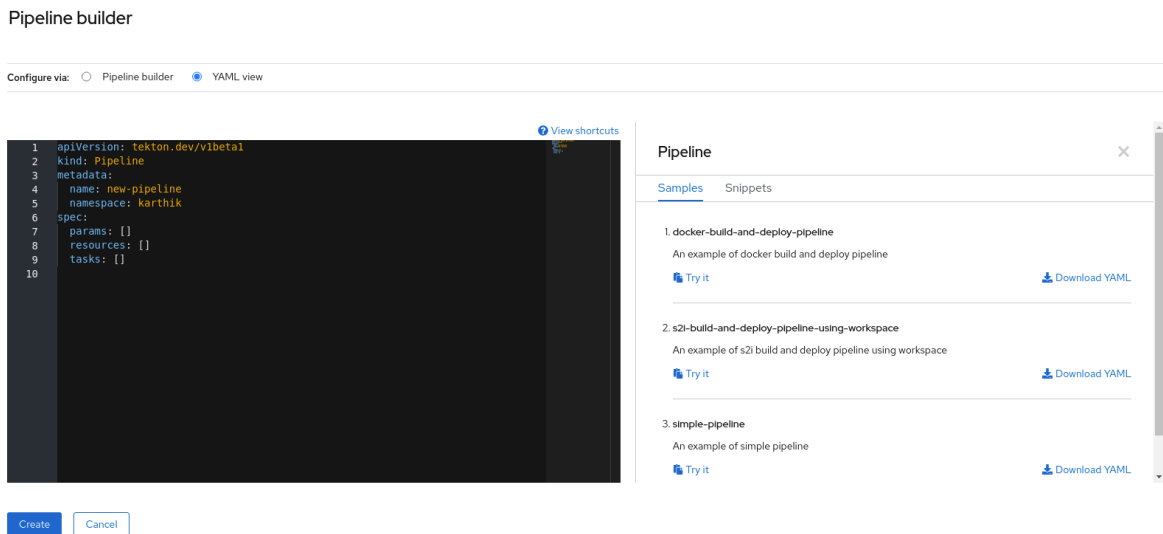 Pipeline builder
Configure via: Pipeline builder YAML view
View shortcuts
1 apiVersion: tekton.dev/v1beta1
2 kind: Pipeline
3 metadata:
4 name: new-pipeline
5 namespace: karthik
6 spec:
7 params: []
8 resources: []
9 tasks: []
10
Pipeline
Samples Snippets
1. docker-build-and-deploy-pipeline
An example of docker build and deploy pipeline
Try it Download YAML
2. s2i-build-and-deploy-pipeline-using-workspace
An example of s2i build and deploy pipeline using workspace
Try it Download YAML
3. simple-pipeline
An example of simple pipeline
Try it Download YAML
Create Cancel